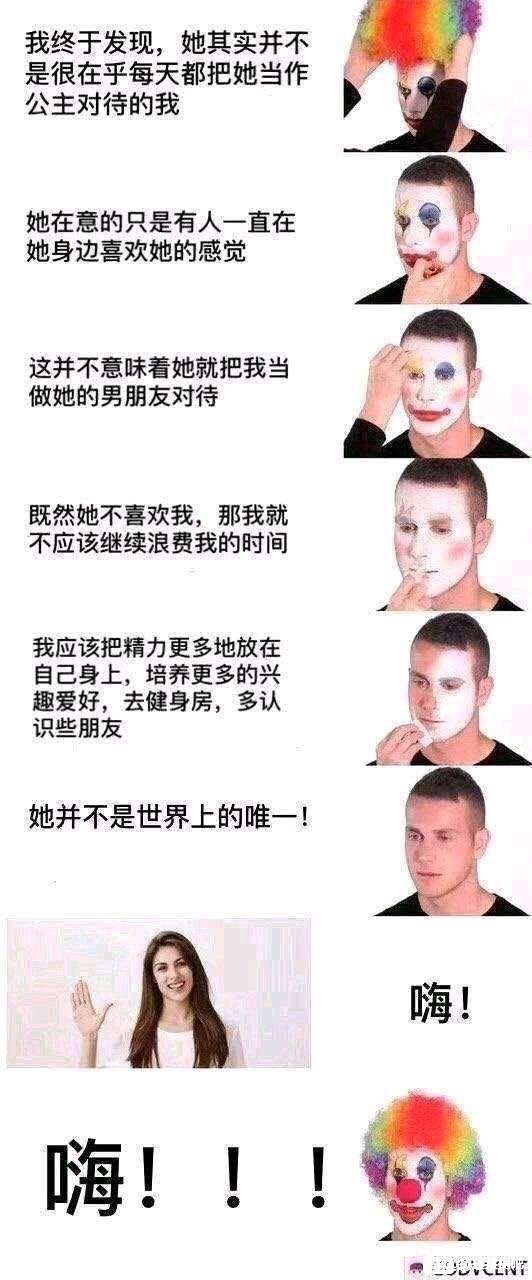 我终于发现，她其实并不
是很在乎每天都把她当作
公主对待的我
她在意的只是有人一直在
她身边喜欢她的感觉
这并不意味着她就把我当
做她的男朋友对待
既然她不喜欢我，那我就
不应该继续浪费我的时间
我应该把精力更多地放在
自己身上，培养更多的兴
趣爱好，去健身房，多认
识些朋友
她并不是世界上的唯一！
嗨！
嗨！！！